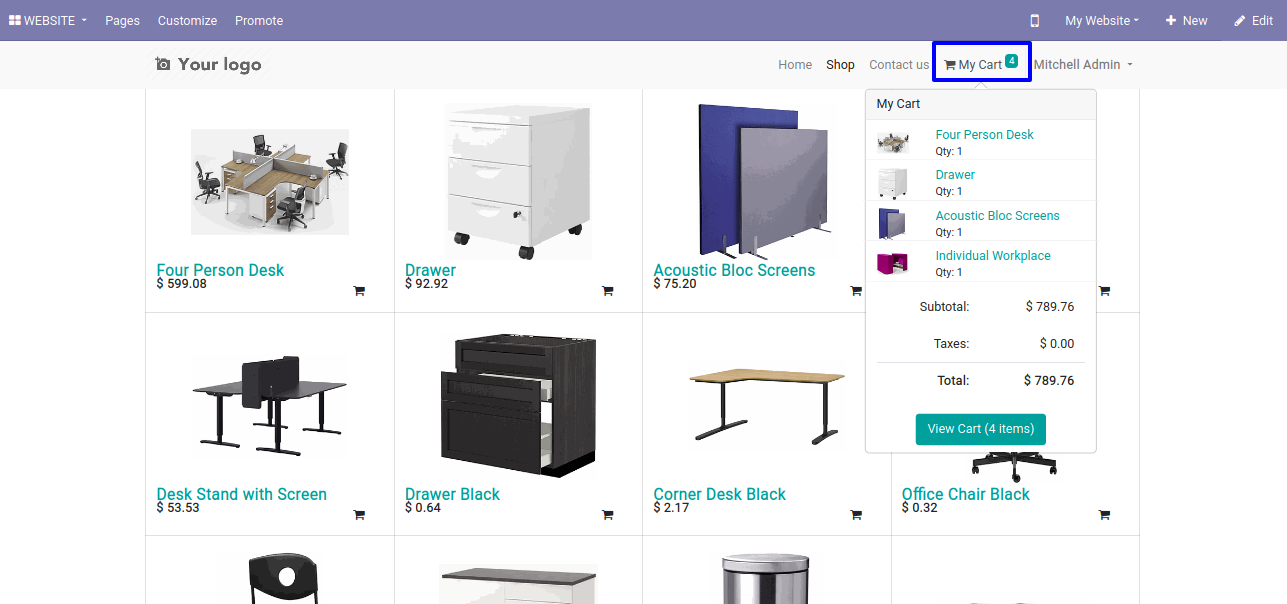 WEBSITE Pages Customize Promote My Website New Edit
Your logo Home Shop Contact us My Cart 4 Mitchell Admin
My Cart
Four Person Desk
Qty: 1
Drawer
Qty: 1
Acoustic Bloc Screens
Qty: 1
Individual Workplace
Qty: 1
Subtotal: $ 789.76
Taxes: $ 0.00
Total: $ 789.76
View Cart (4 items)
Four Person Desk
$ 599.08
Drawer
$ 92.92
Acoustic Bloc Screens
$ 75.20
Desk Stand with Screen
$ 53.53
Drawer Black
$ 0.64
Corner Desk Black
$ 2.17
Office Chair Black
$ 0.32